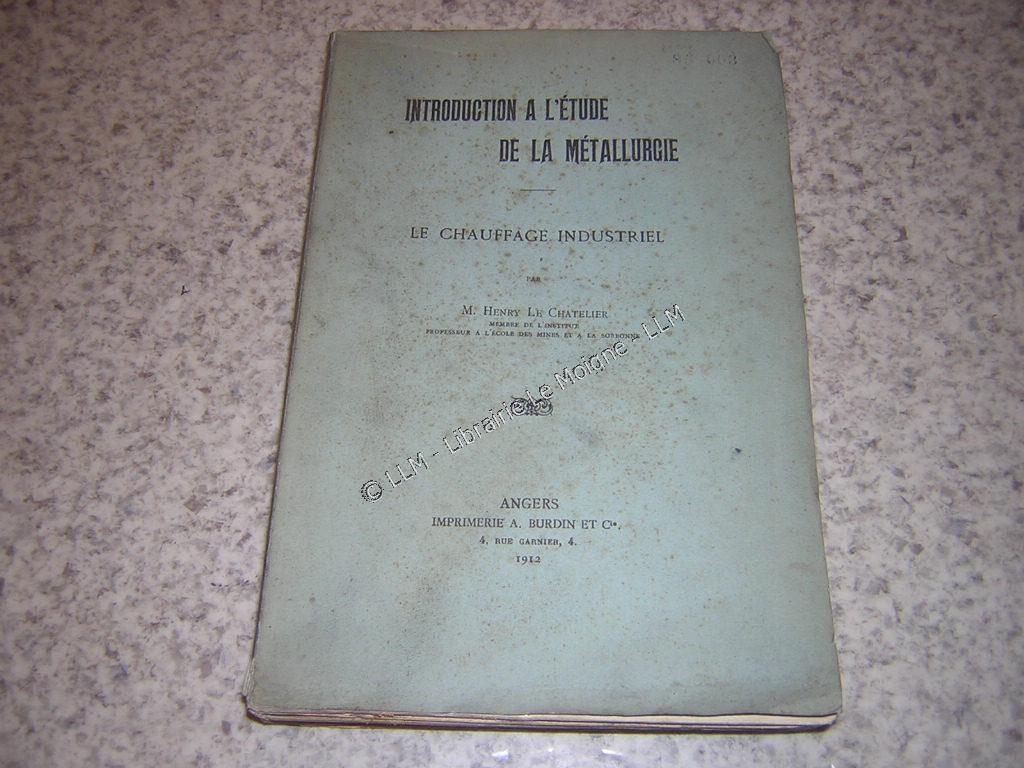 INTRODUCTION A L'ÉTUDE
DE LA MÉTALLURGIE
LE CHAUFFAGE INDUSTRIEL
PAR
M. HENRY LE CHATELIER
MEMBRE DE L'INSTITUT
PROFESSEUR A L'ÉCOLE DES MINES ET A LA SORBONNE
© LLM - Librairie Le Moigne - LLM
ANGERS
IMPRIMERIE A. BURDIN ET Cie,
4, RUE GARNIER, 4.
1912